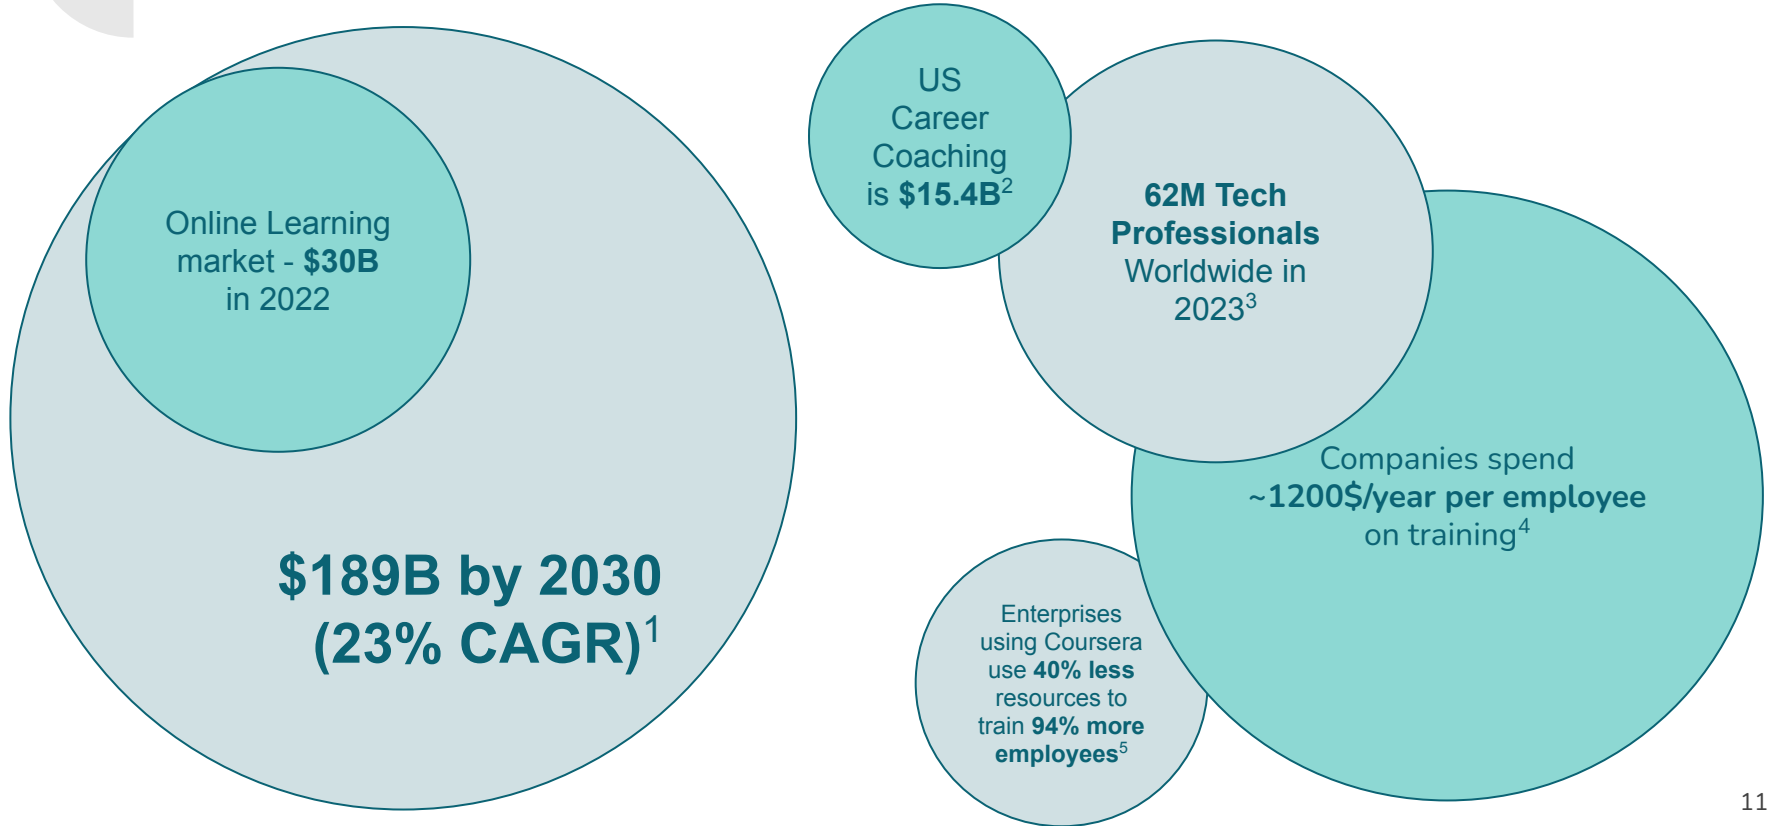 Online Learning
market - $30B
in 2022
$189B by 2030
(23% CAGR)¹
US
Career
Coaching
is $15.4B²
62M Tech
Professionals
Worldwide in
2023³
Companies spend
~1200$/year per employee
on training⁴
Enterprises
using Coursera
use 40% less
resources to
train 94% more
employees⁵
11